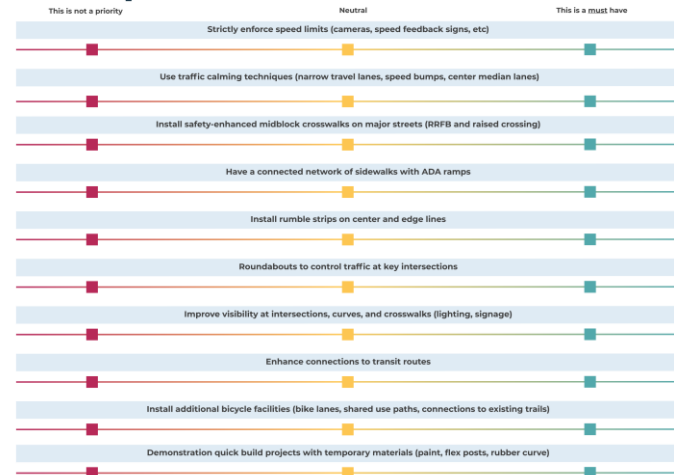 This is not a priority Neutral This is a must have
Strictly enforce speed limits (cameras, speed feedback signs, etc)
Use traffic calming techniques (narrow travel lanes, speed bumps, center median lanes)
Install safety-enhanced midblock crosswalks on major streets (RRFB and raised crossing)
Have a connected network of sidewalks with ADA ramps
Install rumble strips on center and edge lines
Roundabouts to control traffic at key intersections
Improve visibility at intersections, curves, and crosswalks (lighting, signage)
Enhance connections to transit routes
Install additional bicycle facilities (bike lanes, shared use paths, connections to existing trails)
Demonstration quick build projects with temporary materials (paint, flex posts, rubber curve)